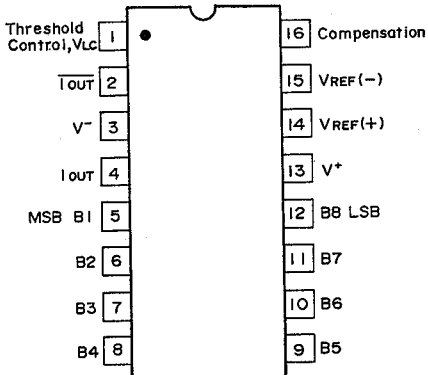 Threshold
Control,VLC 1
16 Compensation
IOUT 2
15 VREF(-)
V- 3
14 VREF(+)
IOUT 4
13 V+
MSB B1 5
12 B8 LSB
B2 6
11 B7
B3 7
10 B6
B4 8
9 B5